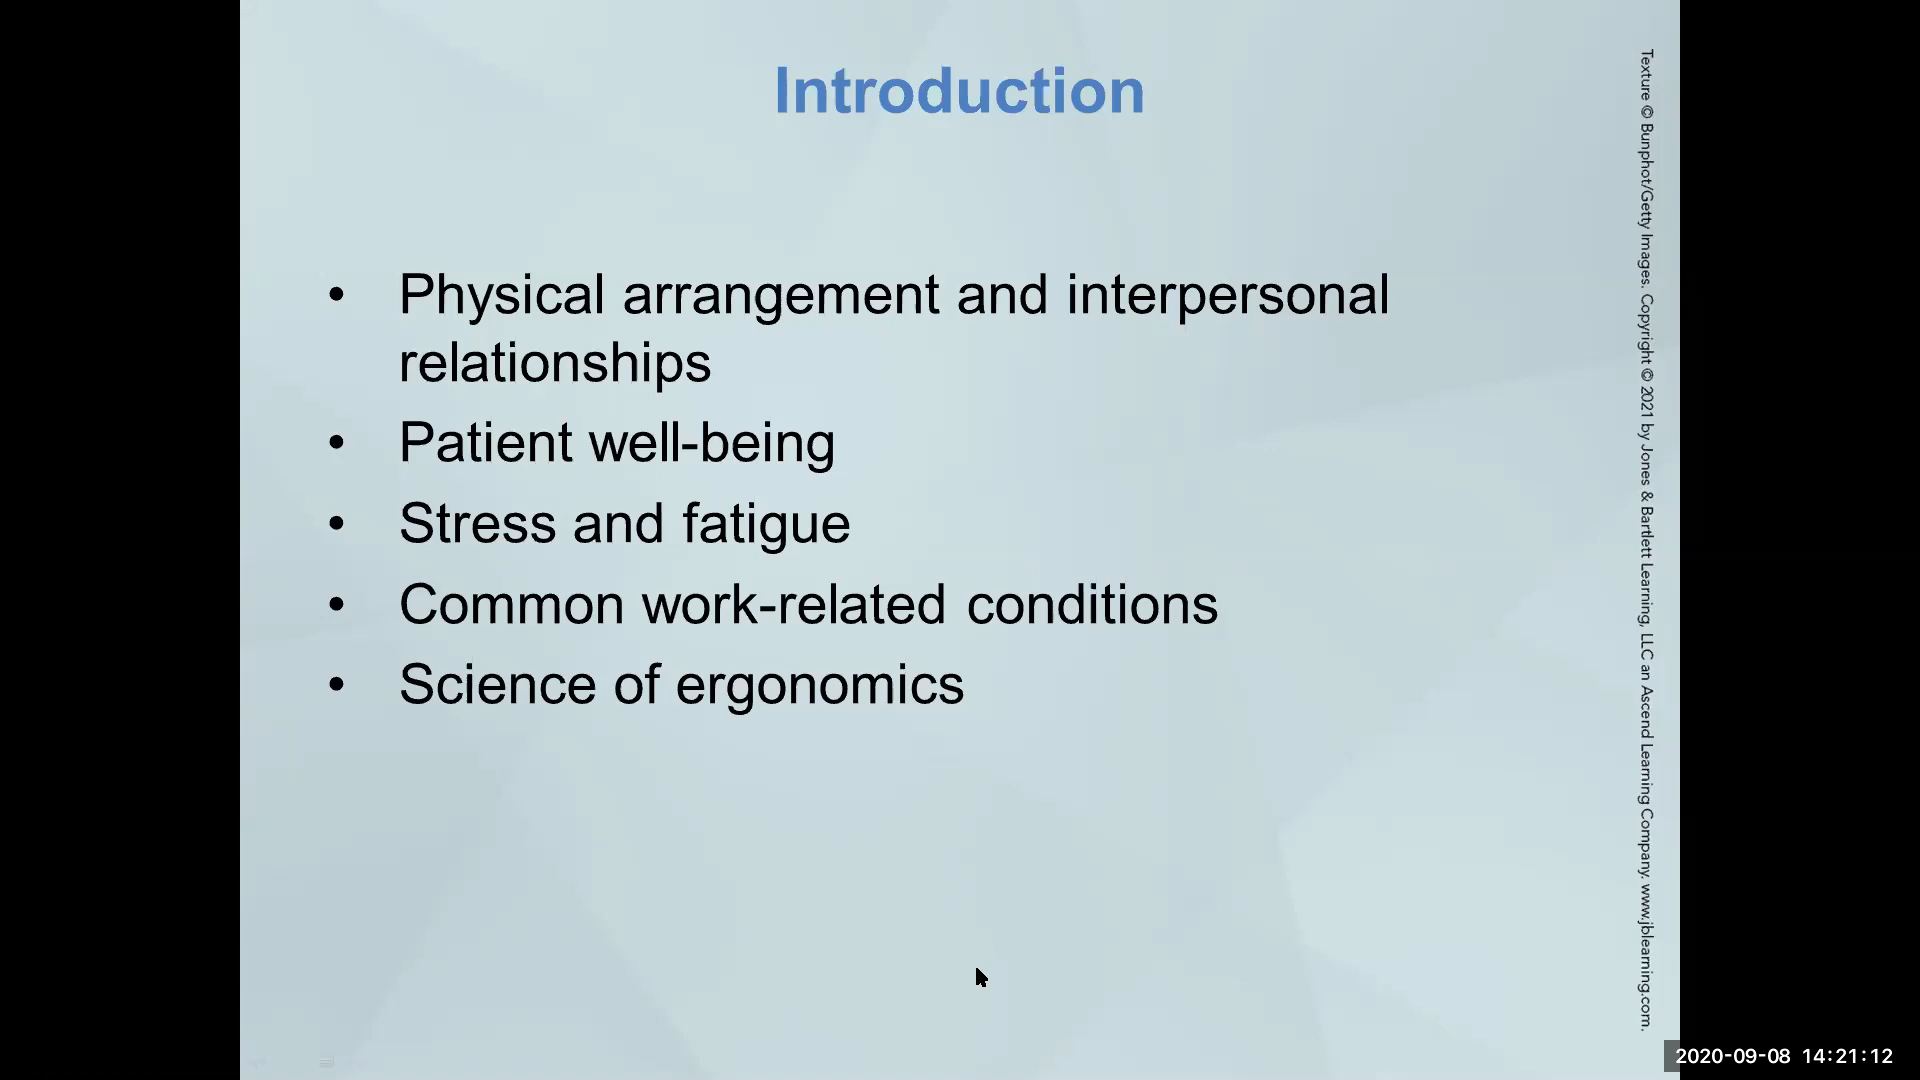 Introduction
• Physical arrangement and interpersonal
relationships
• Patient well-being
• Stress and fatigue
• Common work-related conditions
• Science of ergonomics
Texture © Bunphot/Getty Images. Copyright © 2021 by Jones & Bartlett Learning, LLC an Ascend Learning Company. www.jblearning.com.
2020-09-08 14:21:12